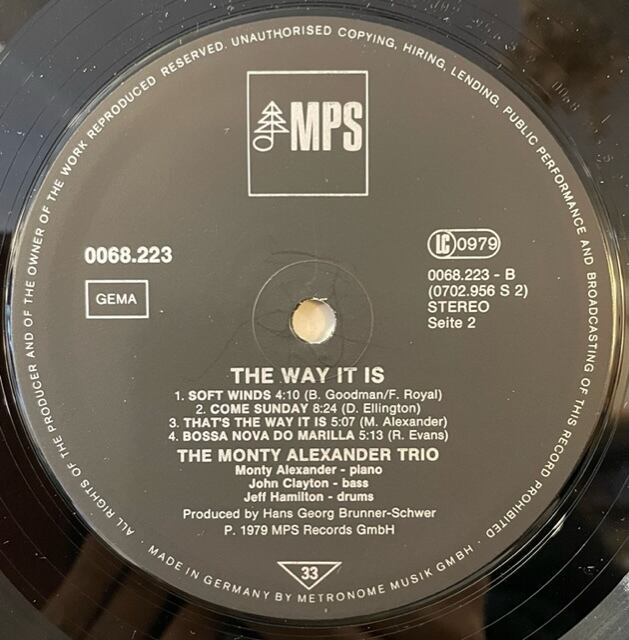 ALL RIGHTS OF THE PRODUCER AND OF THE OWNER OF THE WORK REPRODUCED RESERVED. UNAUTHORISED COPYING, HIRING, LENDING, PUBLIC PERFORMANCE AND BROADCASTING OF THIS RECORD PROHIBITED
MPS
0068.223
GEMA
LC 0979
0068.223 - B
(0702.956 S 2)
STEREO
Seite 2
THE WAY IT IS
1. SOFT WINDS 4:10 (B. Goodman/F. Royal)
2. COME SUNDAY 8:24 (D. Ellington)
3. THAT'S THE WAY IT IS 5:07 (M. Alexander)
4. BOSSA NOVA DO MARILLA 5:13 (R. Evans)
THE MONTY ALEXANDER TRIO
Monty Alexander - piano
John Clayton - bass
Jeff Hamilton - drums
Produced by Hans Georg Brunner-Schwer
P. 1979 MPS Records GmbH
33
· MADE IN GERMANY BY METRONOME MUSIK GMBH ·